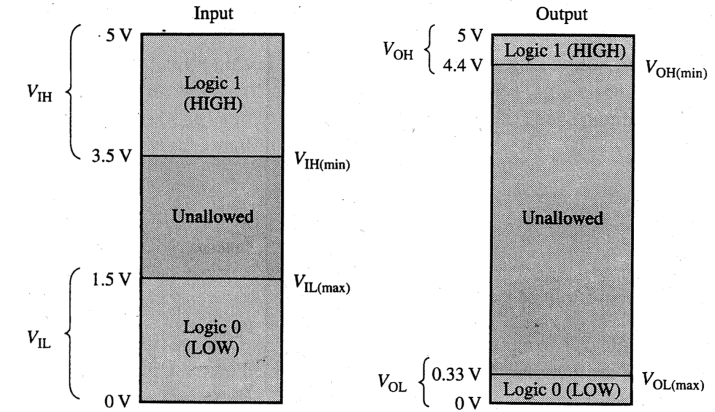 Input
5 V
V_IH
Logic 1
(HIGH)
3.5 V
V_IH(min)
Unallowed
1.5 V
V_IL(max)
V_IL
Logic 0
(LOW)
0 V
Output
5 V
V_OH
Logic 1 (HIGH)
4.4 V
V_OH(min)
Unallowed
0.33 V
V_OL(max)
V_OL
Logic 0 (LOW)
0 V